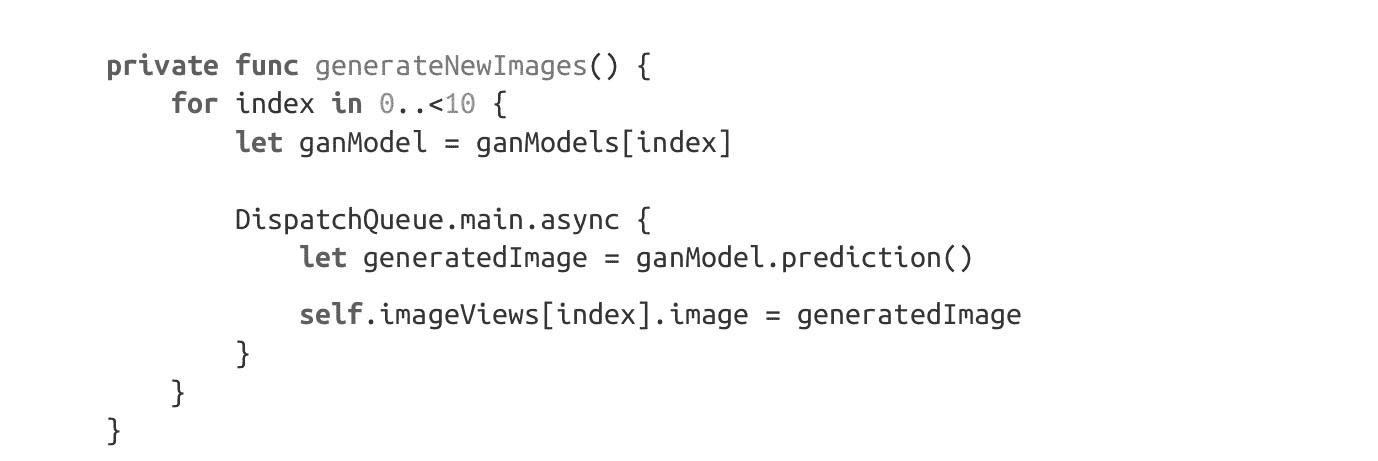 private func generateNewImages() {
    for index in 0..<10 {
        let ganModel = ganModels[index]

        DispatchQueue.main.async {
            let generatedImage = ganModel.prediction()
            self.imageViews[index].image = generatedImage
        }
    }
}